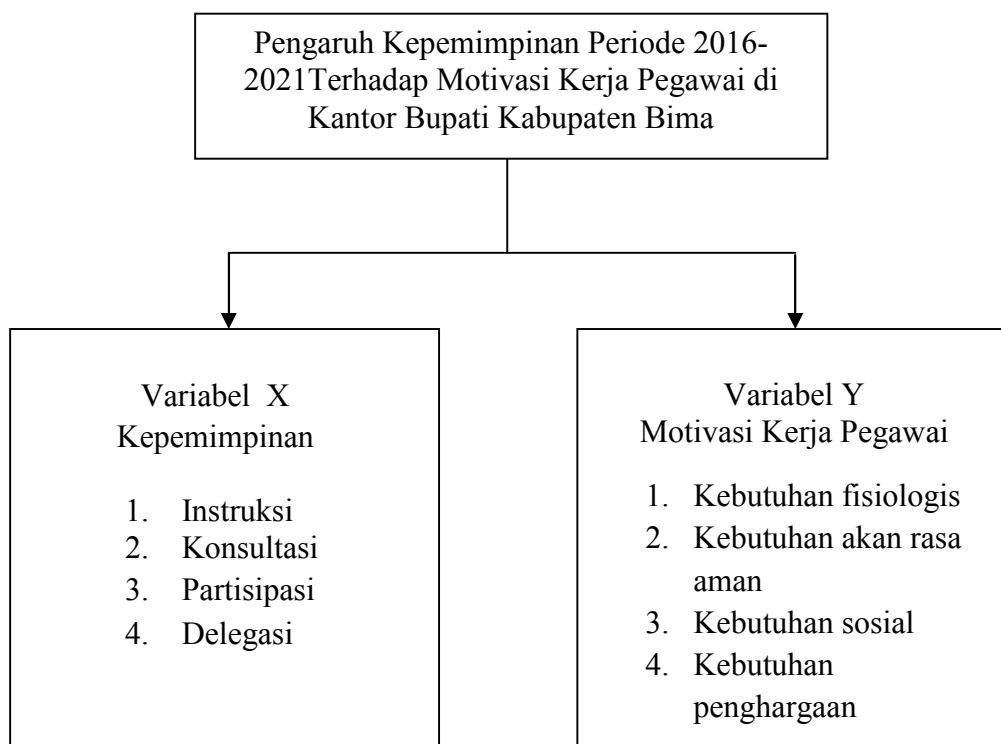 Pengaruh Kepemimpinan Periode 2016-
2021Terhadap Motivasi Kerja Pegawai di
Kantor Bupati Kabupaten Bima
Variabel X
Kepemimpinan
1. Instruksi
2. Konsultasi
3. Partisipasi
4. Delegasi
Variabel Y
Motivasi Kerja Pegawai
1. Kebutuhan fisiologis
2. Kebutuhan akan rasa
aman
3. Kebutuhan sosial
4. Kebutuhan
penghargaan